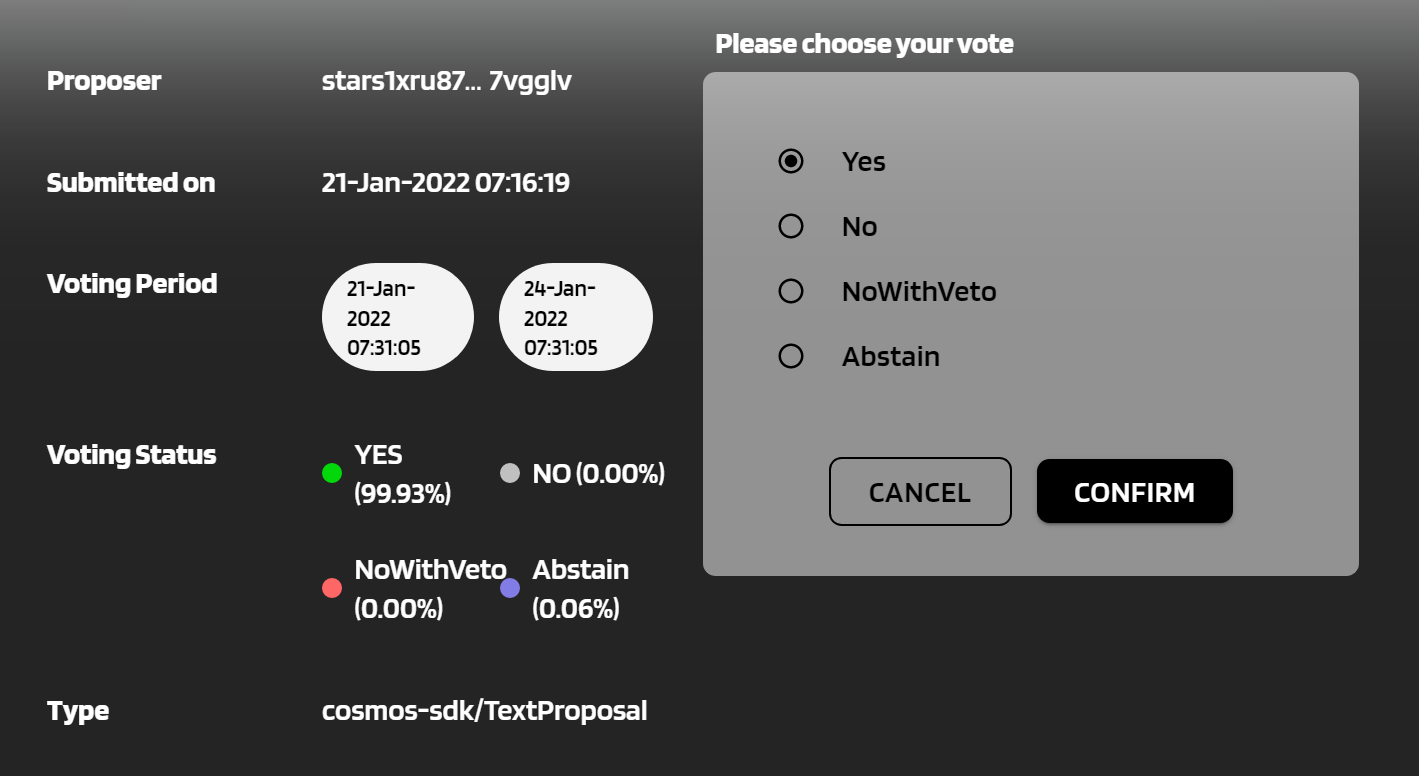 Proposer
stars1xru87... 7vgglv
Submitted on
21-Jan-2022 07:16:19
Voting Period
21-Jan-
2022
07:31:05
24-Jan-
2022
07:31:05
Voting Status
YES
(99.93%)
NO (0.00%)
NoWithVeto
(0.00%)
Abstain
(0.06%)
Type
cosmos-sdk/TextProposal
Please choose your vote
Yes
No
NoWithVeto
Abstain
CANCEL
CONFIRM